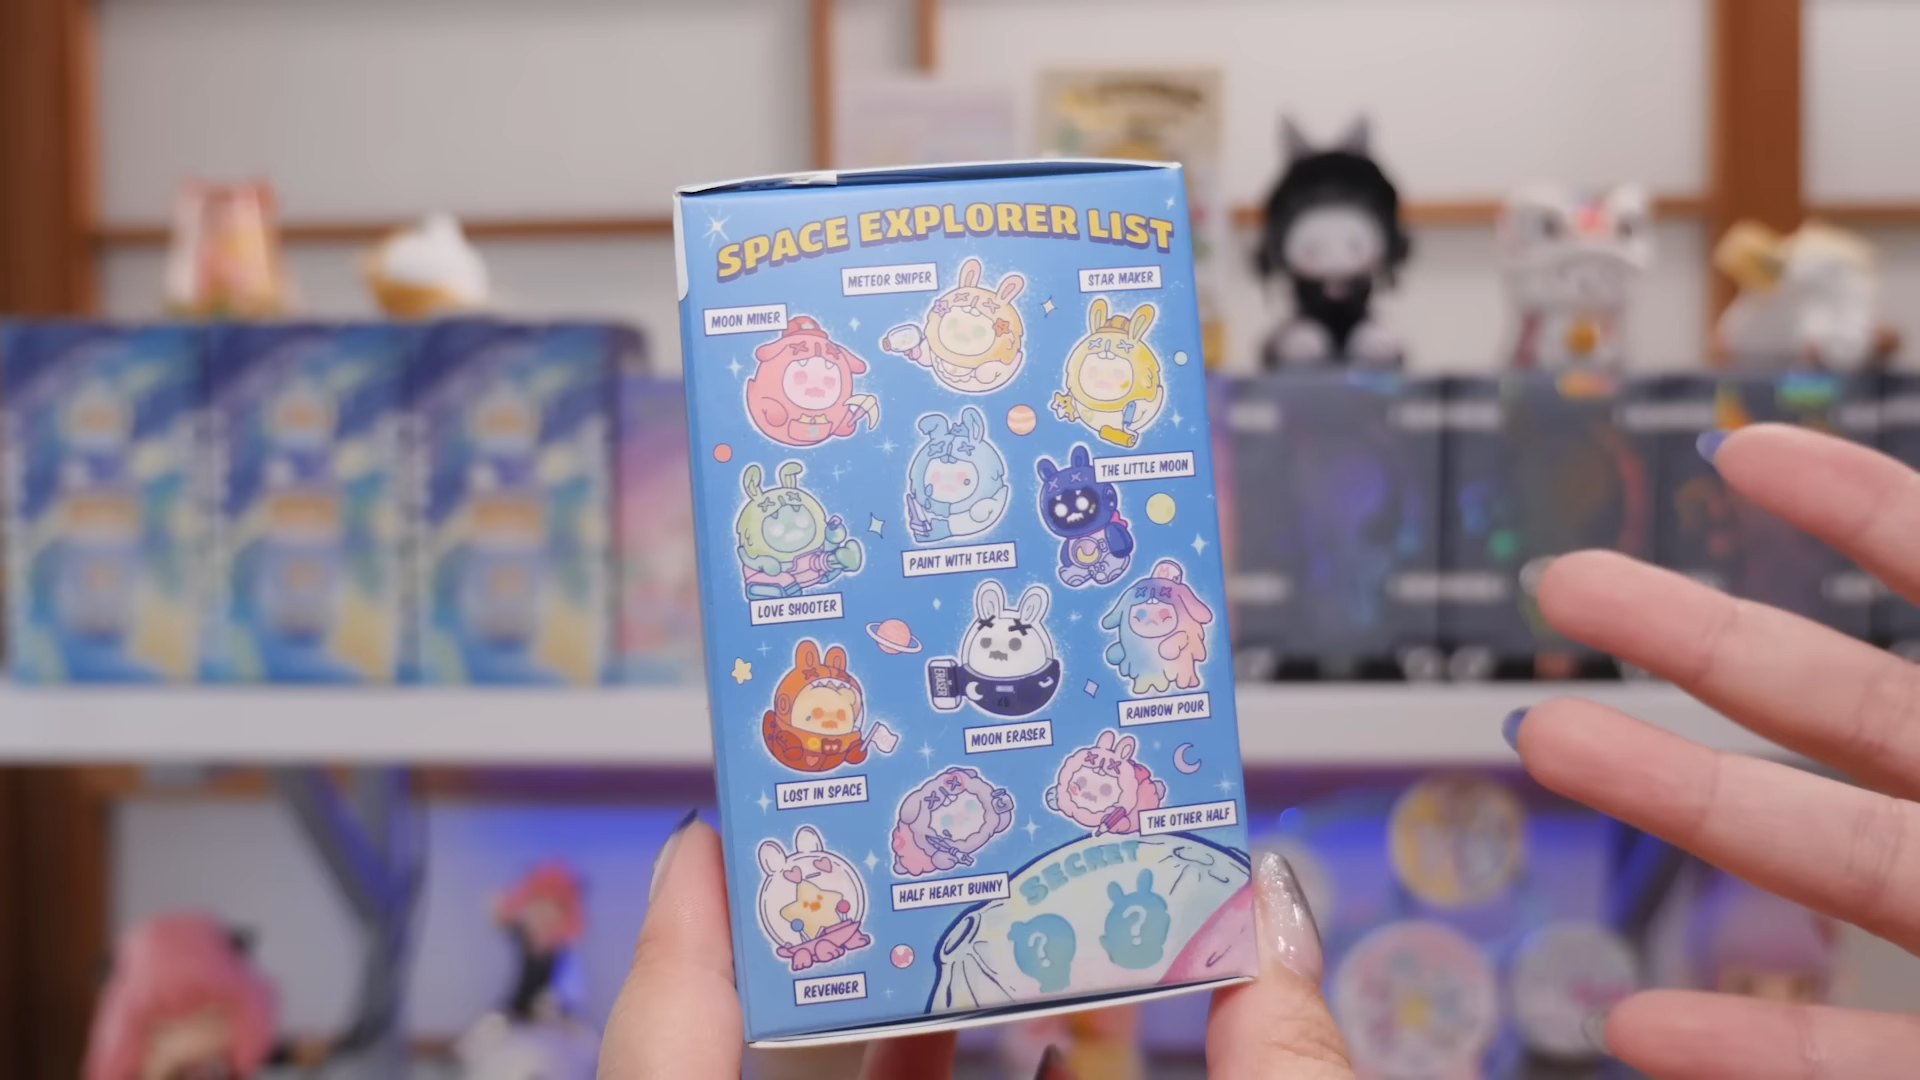 SPACE EXPLORER LIST
METEOR SNIPER
STAR MAKER
MOON MINER
THE LITTLE MOON
PAINT WITH TEARS
LOVE SHOOTER
ERASER
RAINBOW POUR
MOON ERASER
LOST IN SPACE
THE OTHER HALF
SECRET
HALF HEART BUNNY
? ?
REVENGER